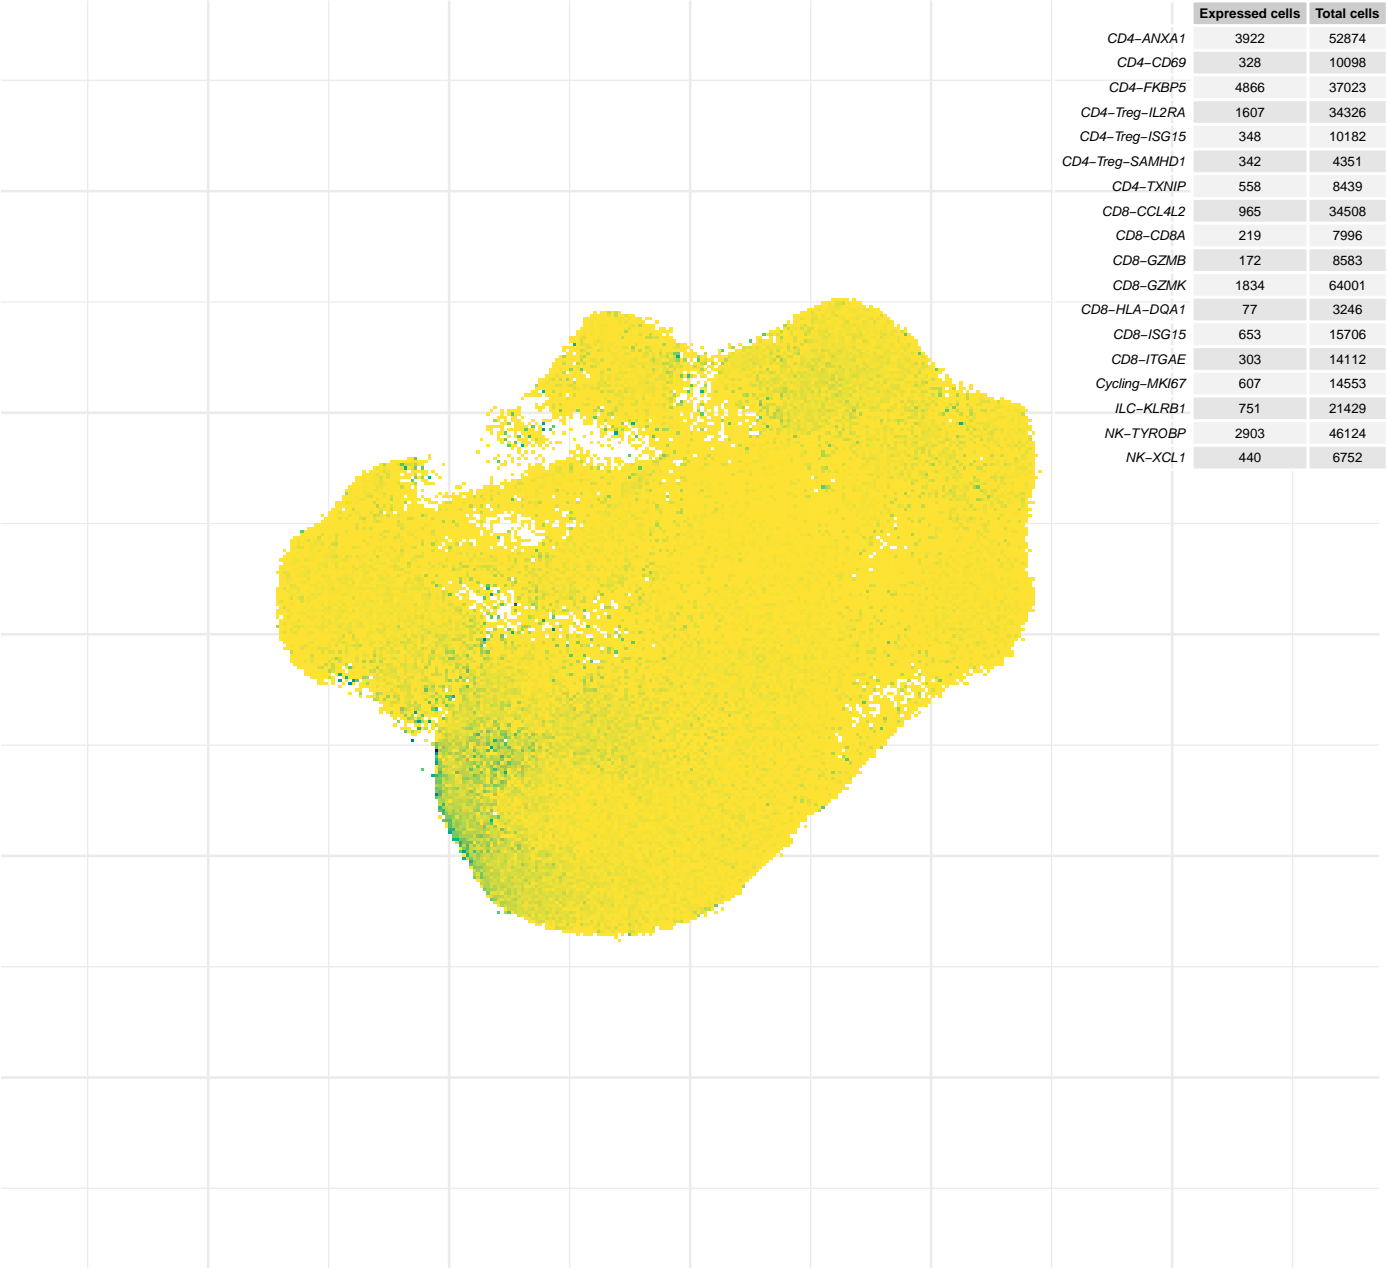 Expressed cells Total cells
CD4−ANXA1 3922 52874
CD4−CD69 328 10098
CD4−FKBP5 4866 37023
CD4−Treg−IL2RA 1607 34326
CD4−Treg−ISG15 348 10182
CD4−Treg−SAMHD1 342 4351
CD4−TXNIP 558 8439
CD8−CCL4L2 965 34508
CD8−CD8A 219 7996
CD8−GZMB 172 8583
CD8−GZMK 1834 64001
CD8−HLA−DQA1 77 3246
CD8−ISG15 653 15706
CD8−ITGAE 303 14112
Cycling−MKI67 607 14553
ILC−KLRB1 751 21429
NK−TYROBP 2903 46124
NK−XCL1 440 6752